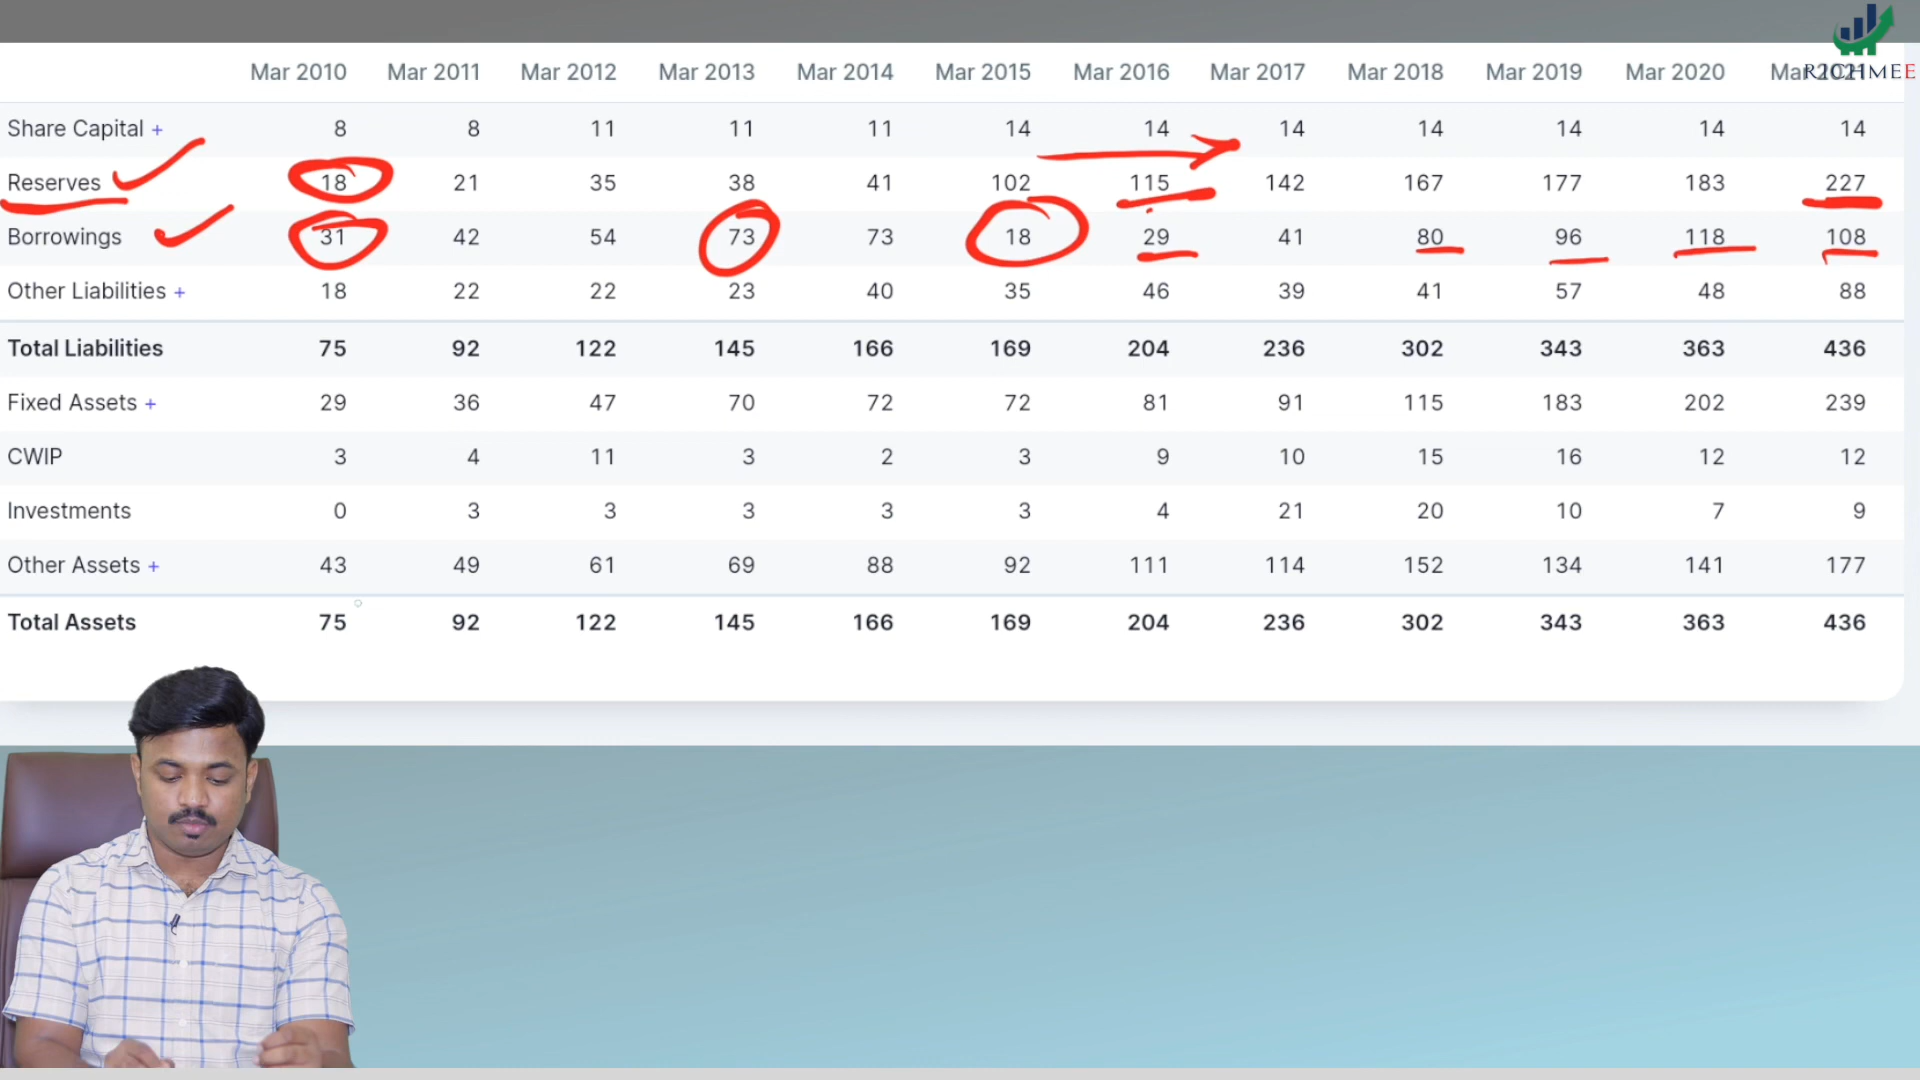 RICHMEE
Mar 2010 Mar 2011 Mar 2012 Mar 2013 Mar 2014 Mar 2015 Mar 2016 Mar 2017 Mar 2018 Mar 2019 Mar 2020 Mar 2021
Share Capital + 8 8 11 11 11 14 14 14 14 14 14 14
Reserves 18 21 35 38 41 102 115 142 167 177 183 227
Borrowings 31 42 54 73 73 18 29 41 80 96 118 108
Other Liabilities + 18 22 22 23 40 35 46 39 41 57 48 88
Total Liabilities 75 92 122 145 166 169 204 236 302 343 363 436
Fixed Assets + 29 36 47 70 72 72 81 91 115 183 202 239
CWIP 3 4 11 3 2 3 9 10 15 16 12 12
Investments 0 3 3 3 3 3 4 21 20 10 7 9
Other Assets + 43 49 61 69 88 92 111 114 152 134 141 177
Total Assets 75 92 122 145 166 169 204 236 302 343 363 436